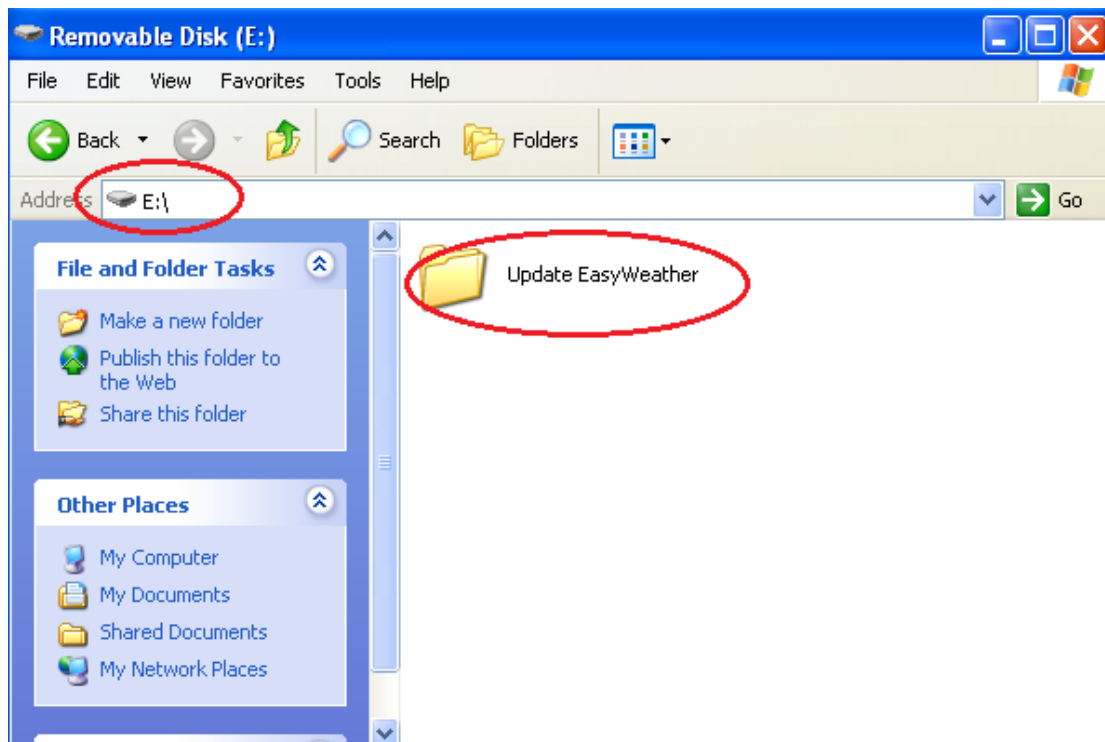 Removable Disk (E:)
File Edit View Favorites Tools Help
Back Search Folders
Address E:\ Go
File and Folder Tasks
Make a new folder
Publish this folder to
the Web
Share this folder
Other Places
My Computer
My Documents
Shared Documents
My Network Places
Update EasyWeather